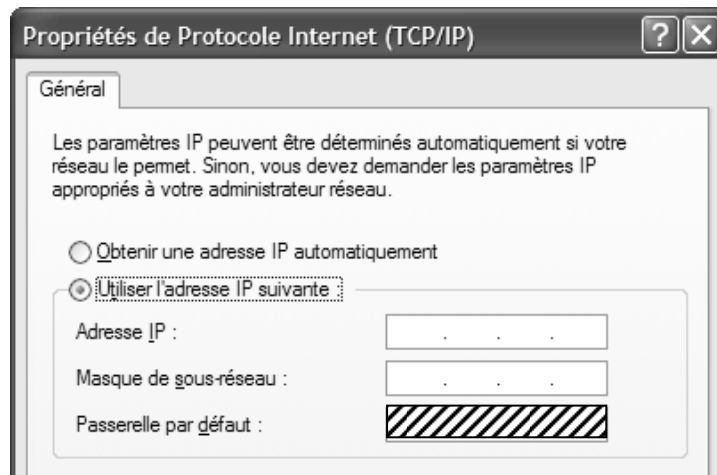 Propriétés de Protocole Internet (TCP/IP)
Général
Les paramètres IP peuvent être déterminés automatiquement si votre
réseau le permet. Sinon, vous devez demander les paramètres IP
appropriés à votre administrateur réseau.
Obtenir une adresse IP automatiquement
Utiliser l'adresse IP suivante :
Adresse IP :
Masque de sous-réseau :
Passerelle par défaut :